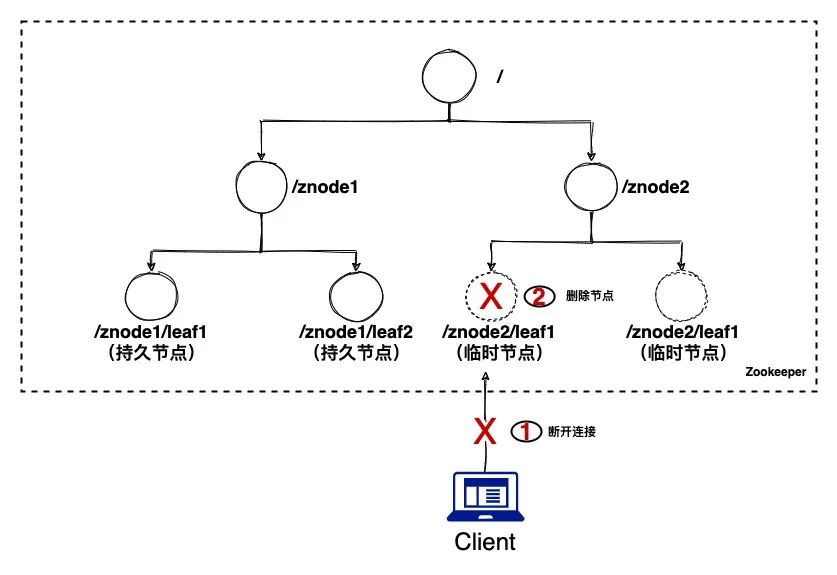 /
/znode1
/znode2
X
2
删除节点
/znode1/leaf1
（持久节点）
/znode1/leaf2
（持久节点）
/znode2/leaf1
（临时节点）
/znode2/leaf1
（临时节点）
Zookeeper
X
1
断开连接
Client